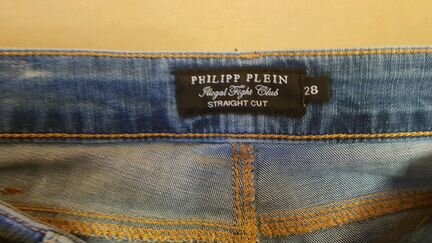 PHILIPP PLEIN
Illegal Fight Club
STRAIGHT CUT
28